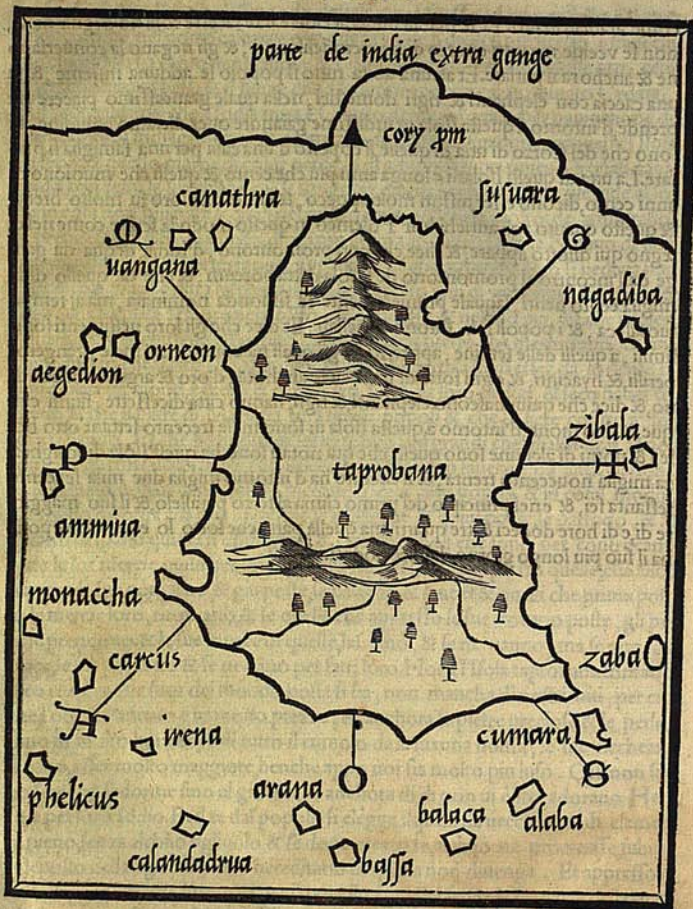 parte de india extra gange
cory pm
canathra
susuara
M
G
uangana
nagadiba
orneon
aegedion
zibala
P
taprobana
ammina
monaccha
carcus
zaba
A
irena
cumara
S
phelicus
arana
O
balaca
alaba
calandadrua
bassa